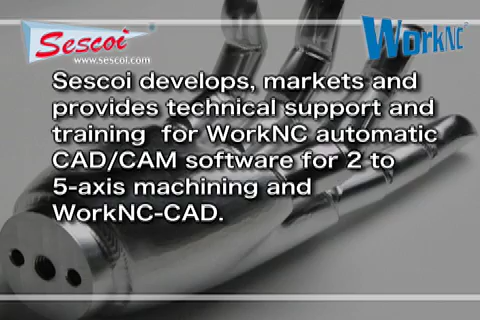 Sescoi
www.sescoi.com
WORKNC
Sescoi develops, markets and
provides technical support and
training for WorkNC automatic
CAD/CAM software for 2 to
5-axis machining and
WorkNC-CAD.